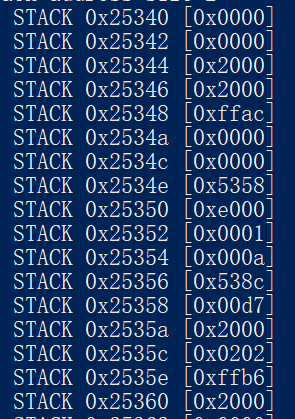 STACK 0x25340 [0x0000]
STACK 0x25342 [0x0000]
STACK 0x25344 [0x2000]
STACK 0x25346 [0x2000]
STACK 0x25348 [0xffac]
STACK 0x2534a [0x0000]
STACK 0x2534c [0x0000]
STACK 0x2534e [0x5358]
STACK 0x25350 [0xe000]
STACK 0x25352 [0x0001]
STACK 0x25354 [0x000a]
STACK 0x25356 [0x538c]
STACK 0x25358 [0x00d7]
STACK 0x2535a [0x2000]
STACK 0x2535c [0x0202]
STACK 0x2535e [0xffb6]
STACK 0x25360 [0x2000]